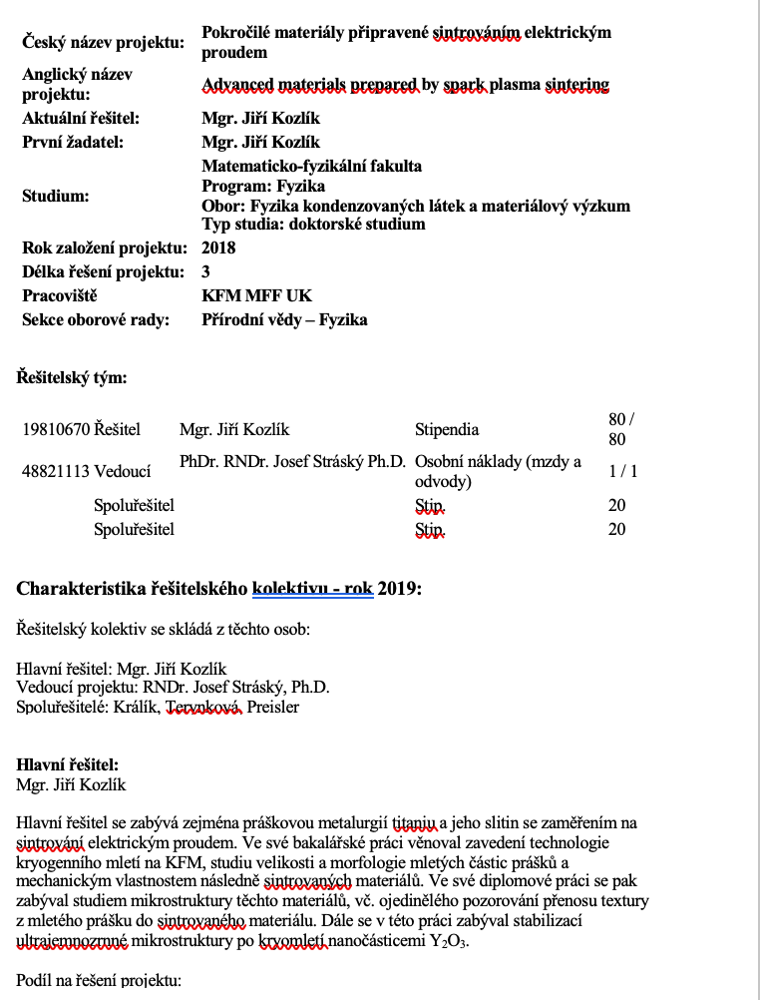 Český název projektu: Pokročilé materiály připravené sintrováním elektrickým
proudem
Anglický název
projektu: Advanced materials prepared by spark plasma sintering
Aktuální řešitel: Mgr. Jiří Kozlík
První žadatel: Mgr. Jiří Kozlík
Studium: Matematicko-fyzikální fakulta
Program: Fyzika
Obor: Fyzika kondenzovaných látek a materiálový výzkum
Typ studia: doktorské studium
Rok založení projektu: 2018
Délka řešení projektu: 3
Pracoviště KFM MFF UK
Sekce oborové rady: Přírodní vědy – Fyzika
Řešitelský tým:
19810670 Řešitel Mgr. Jiří Kozlík Stipendia 80 /
80
48821113 Vedoucí PhDr. RNDr. Josef Stráský Ph.D. Osobní náklady (mzdy a
odvody) 1 / 1
Spoluřešitel Stip. 20
Spoluřešitel Stip. 20
Charakteristika řešitelského kolektivu - rok 2019:
Řešitelský kolektiv se skládá z těchto osob:
Hlavní řešitel: Mgr. Jiří Kozlík
Vedoucí projektu: RNDr. Josef Stráský, Ph.D.
Spoluřešitelé: Králík, Terynková, Preisler
Hlavní řešitel:
Mgr. Jiří Kozlík
Hlavní řešitel se zabývá zejména práškovou metalurgií titaniu a jeho slitin se zaměřením na
sintrování elektrickým proudem. Ve své bakalářské práci věnoval zavedení technologie
kryogenního mletí na KFM, studiu velikosti a morfologie mletých částic prášků a
mechanickým vlastnostem následně sintrovaných materiálů. Ve své diplomové práci se pak
zabýval studiem mikrostruktury těchto materiálů, vč. ojedinělého pozorování přenosu textury
z mletého prášku do sintrovaného materiálu. Dále se v této práci zabýval stabilizací
ultrajemnozrnné mikrostruktury po kryomletí nanočásticemi Y₂O₃.
Podíl na řešení projektu: